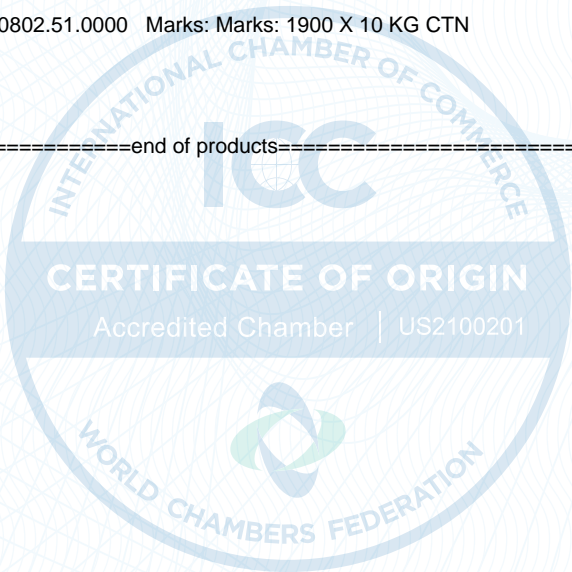 0802.51.0000 Marks: Marks: 1900 X 10 KG CTN
===========end of products========================
INTERNATIONAL CHAMBER OF COMMERCE
ICC
CERTIFICATE OF ORIGIN
Accredited Chamber | US2100201
WORLD CHAMBERS FEDERATION